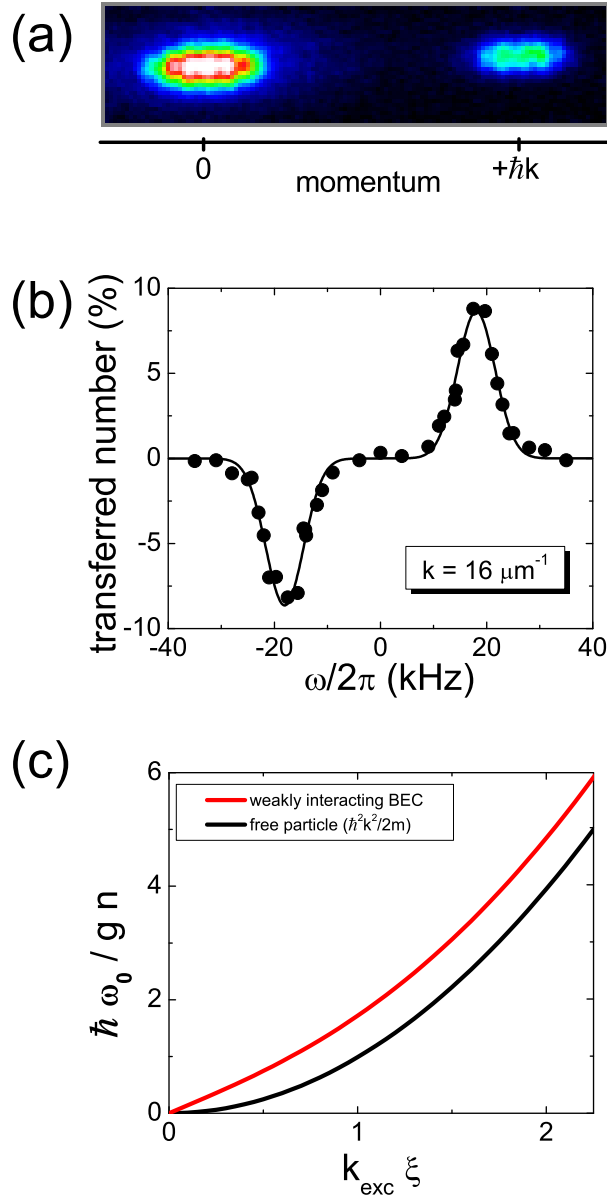 (a)
0
+ħk
momentum
(b)
10
5
0
-5
-10
transferred number (%)
k = 16 μm⁻¹
-40
-20
0
20
40
ω/2π (kHz)
(c)
6
4
2
0
ħ ω₀ / g n
weakly interacting BEC
free particle (ħ²k²/2m)
0
1
2
k_exc ξ